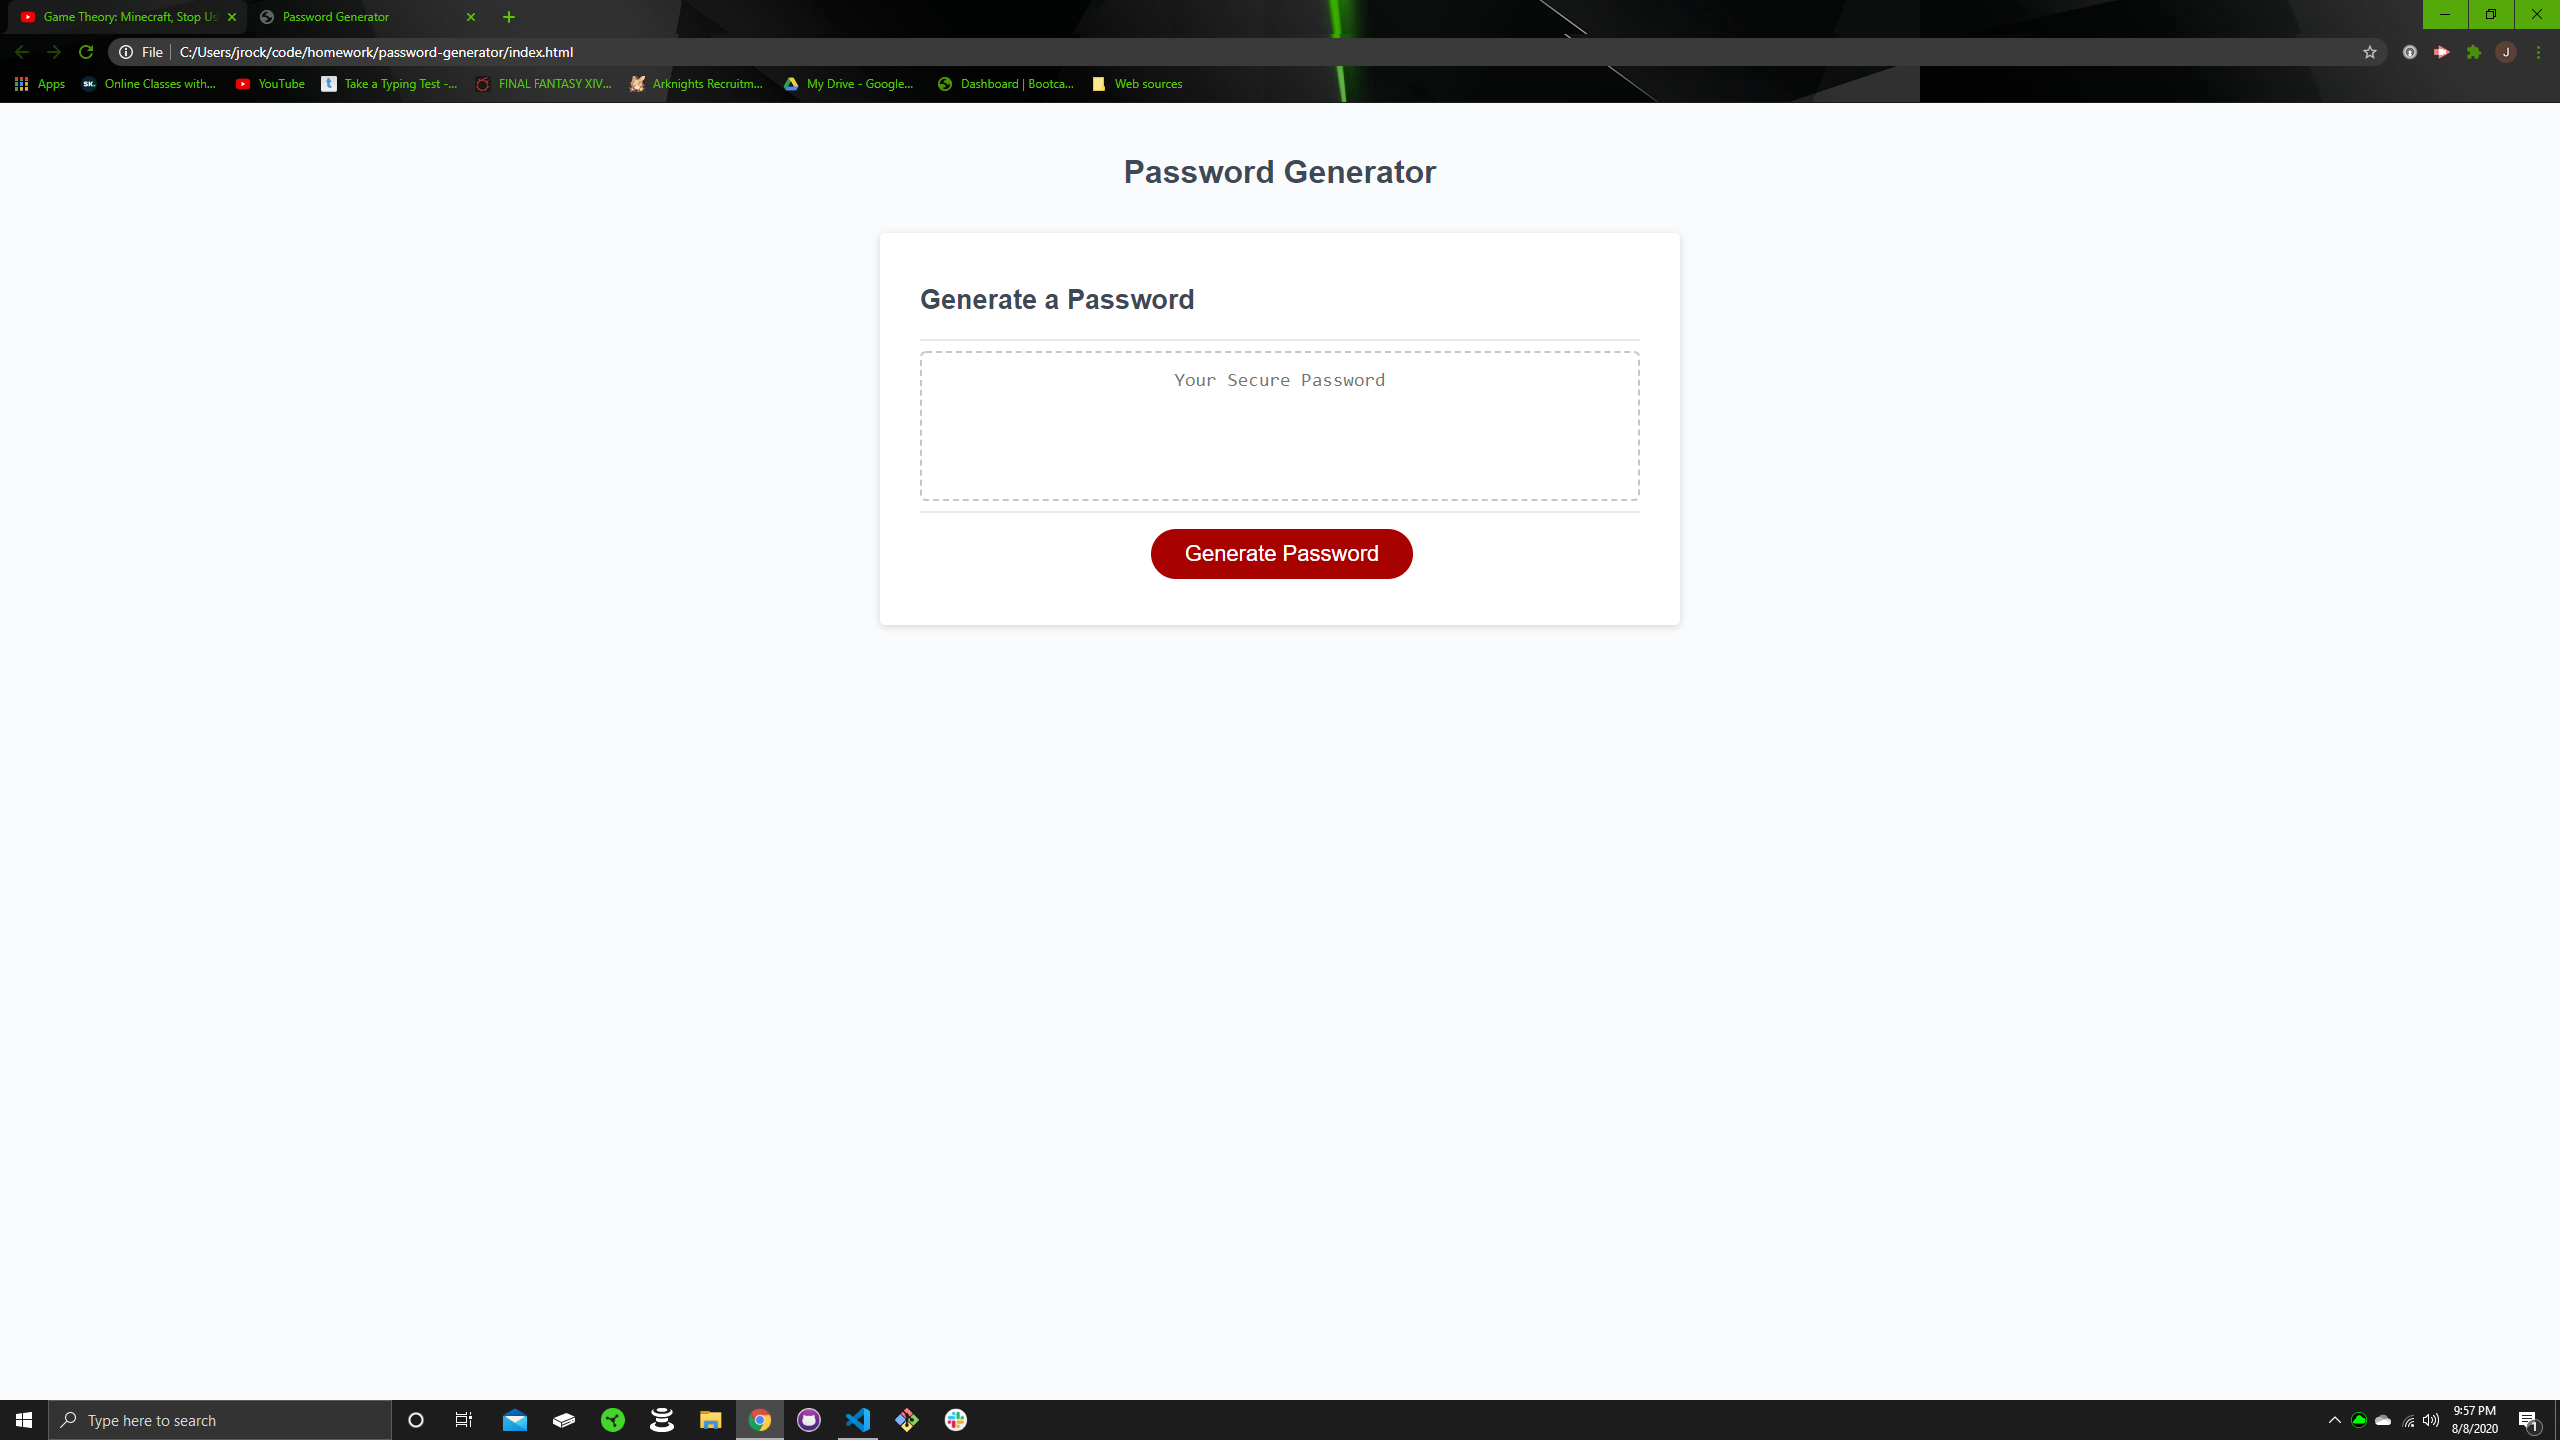 Game Theory: Minecraft, Stop Us
Password Generator
File
C:/Users/jrock/code/homework/password-generator/index.html
J
Apps
SK.
Online Classes with...
YouTube
t
Take a Typing Test -...
FINAL FANTASY XIV...
Arknights Recruitm...
My Drive - Google...
Dashboard | Bootca...
Web sources
Password Generator
Generate a Password
Your Secure Password
Generate Password
Type here to search
9:57 PM
8/8/2020
1